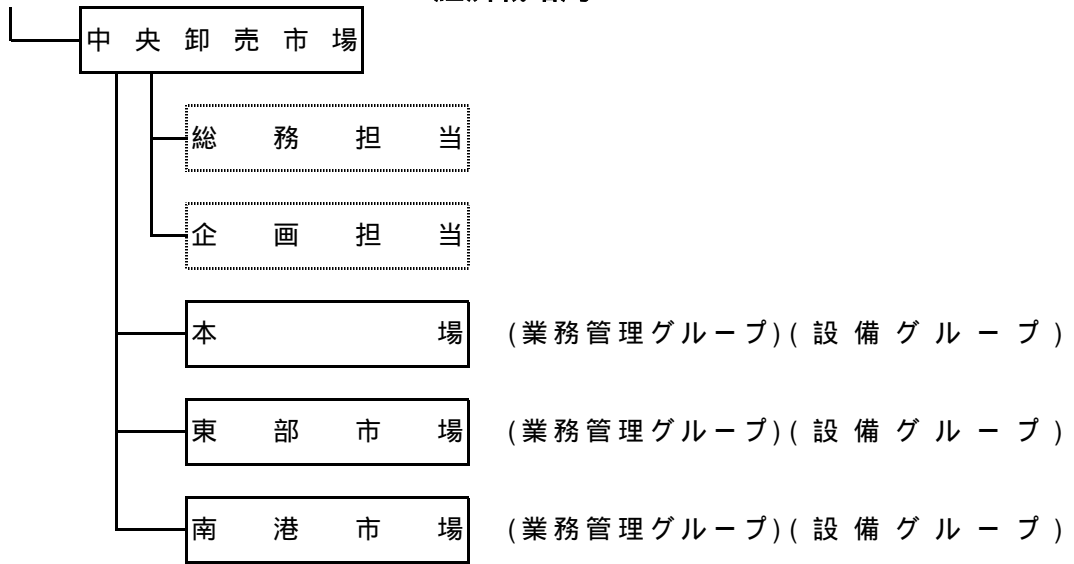 中央卸売市場
総務担当
企画担当
本場 (業務管理グループ)(設備グループ)
東部市場 (業務管理グループ)(設備グループ)
南港市場 (業務管理グループ)(設備グループ)